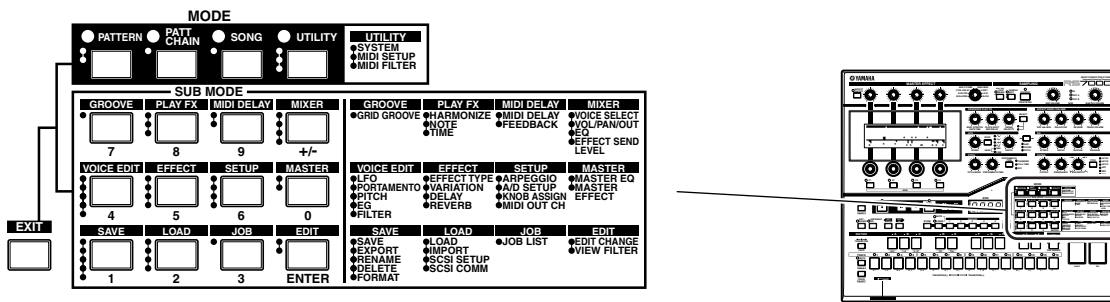 MODE
PATTERN
PATT CHAIN
SONG
UTILITY
UTILITY
SYSTEM
MIDI SETUP
MIDI FILTER
SUB MODE
GROOVE PLAY FX MIDI DELAY MIXER
7 8 9 +/-
GROOVE
GRID GROOVE
PLAY FX
HARMONIZE
NOTE
TIME
MIDI DELAY
MIDI DELAY
FEEDBACK
MIXER
VOICE SELECT
VOL/PAN/OUT
EQ
EFFECT SEND
LEVEL
VOICE EDIT EFFECT SETUP MASTER
4 5 6 0
VOICE EDIT
LFO
PORTAMENTO
PITCH
EG
FILTER
EFFECT
EFFECT TYPE
VARIATION
DELAY
REVERB
SETUP
ARPEGGIO
A/D SETUP
KNOB ASSIGN
MIDI OUT CH
MASTER
MASTER EQ
MASTER
EFFECT
EXIT
SAVE LOAD JOB EDIT
1 2 3 ENTER
SAVE
SAVE
EXPORT
RENAME
DELETE
FORMAT
LOAD
LOAD
IMPORT
SCSI SETUP
SCSI COMM
JOB
JOB LIST
EDIT
EDIT CHANGE
VIEW FILTER
YAMAHA
MASTER EFFECT
SAMPLING